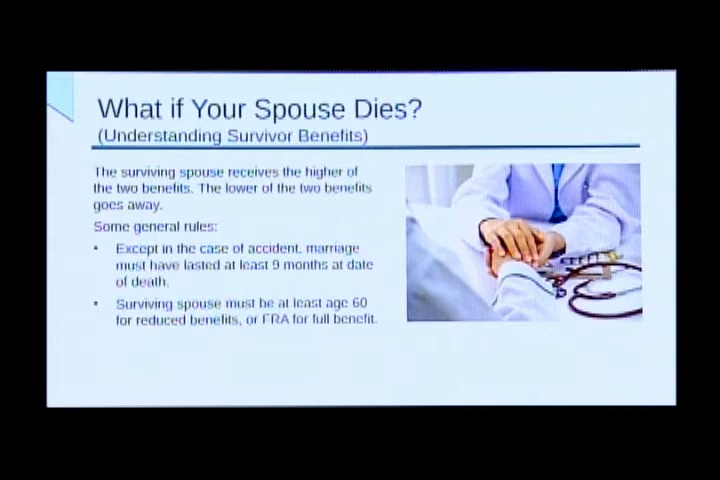 What if Your Spouse Dies?
(Understanding Survivor Benefits)
The surviving spouse receives the higher of
the two benefits. The lower of the two benefits
goes away.
Some general rules:
• Except in the case of accident, marriage
must have lasted at least 9 months at date
of death.
• Surviving spouse must be at least age 60
for reduced benefits, or FRA for full benefit.